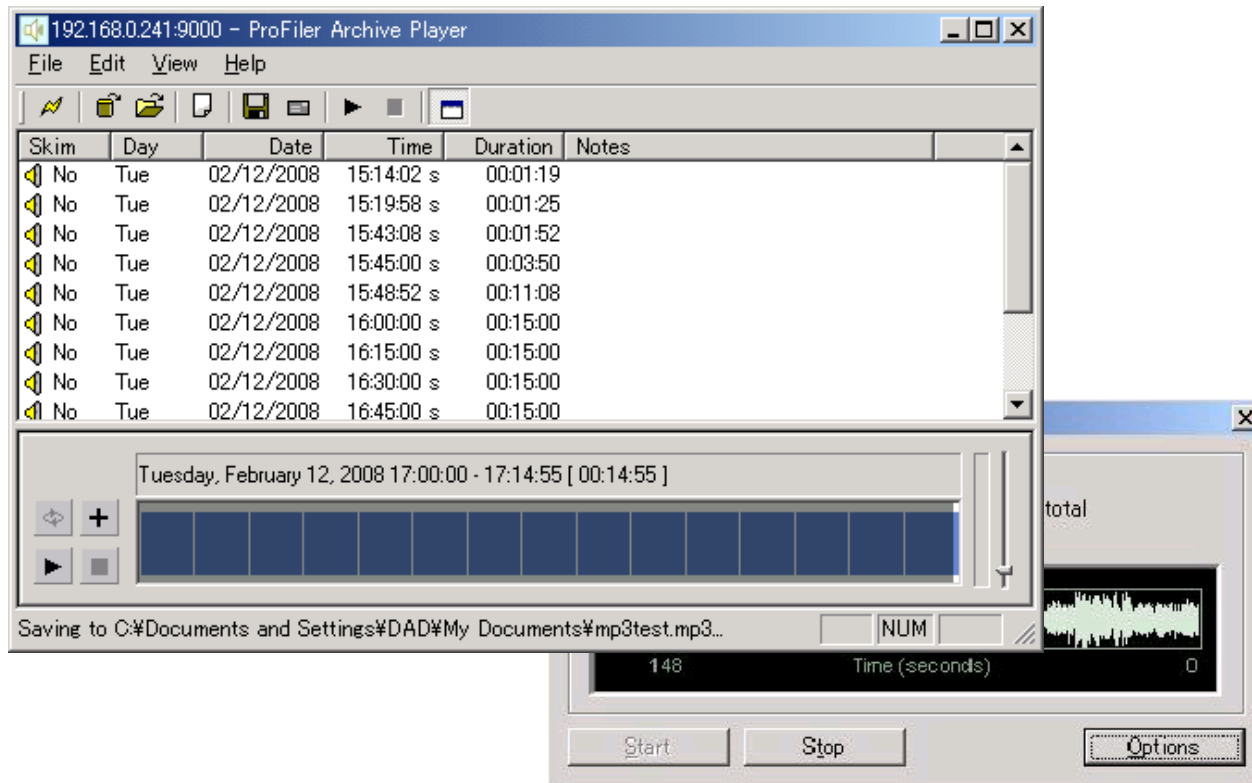 192.168.0.241:9000 - ProFiler Archive Player
File Edit View Help
Skim Day Date Time Duration Notes
No Tue 02/12/2008 15:14:02 s 00:01:19
No Tue 02/12/2008 15:19:58 s 00:01:25
No Tue 02/12/2008 15:43:08 s 00:01:52
No Tue 02/12/2008 15:45:00 s 00:03:50
No Tue 02/12/2008 15:48:52 s 00:11:08
No Tue 02/12/2008 16:00:00 s 00:15:00
No Tue 02/12/2008 16:15:00 s 00:15:00
No Tue 02/12/2008 16:30:00 s 00:15:00
No Tue 02/12/2008 16:45:00 s 00:15:00
Tuesday, February 12, 2008 17:00:00 - 17:14:55 [ 00:14:55 ]
Saving to C:¥Documents and Settings¥DAD¥My Documents¥mp3test.mp3... NUM
total
148 Time (seconds) 0
Start Stop Options